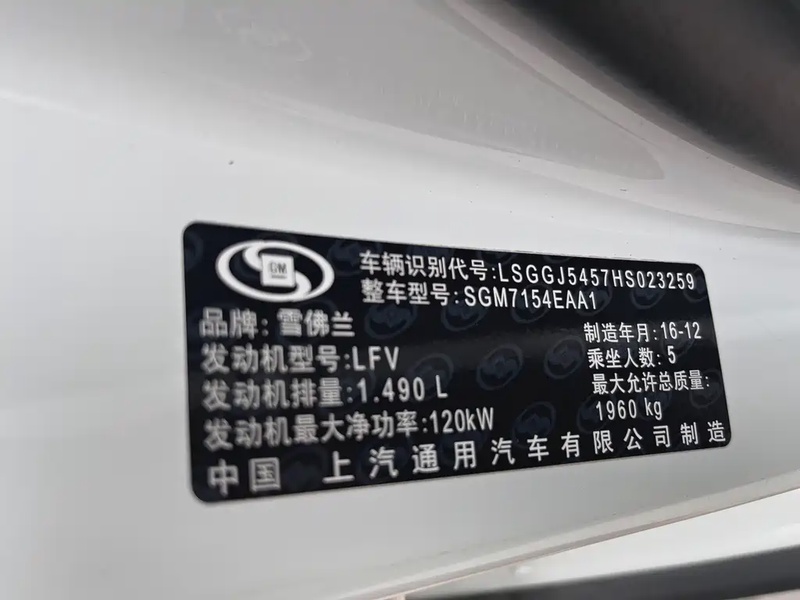 GM
车辆识别代号:LSGGJ5457HS023259
整车型号:SGM7154EAA1
品牌:雪佛兰
制造年月:16-12
发动机型号:LFV
乘坐人数:5
发动机排量:1.490 L
最大允许总质量:
1960 kg
发动机最大净功率:120kW
中国 上汽通用汽车有限公司制造